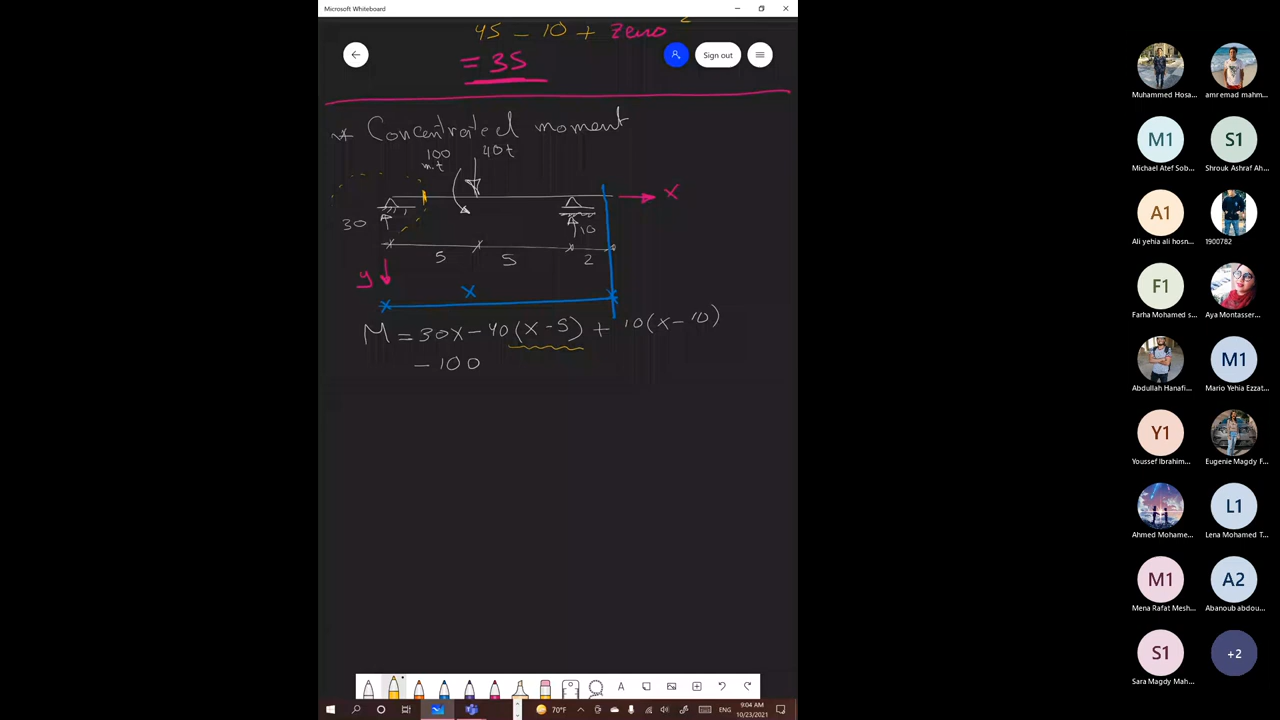 Microsoft Whiteboard
45 - 10 + Zero
= 35
Sign out
* Concentrated moment
100 m.t
40t
X
30
10
5
5
2
y
X
M = 30X - 40(X-5) + 10(X-10)
- 100
Muhammed Hosa...
amr emad mahm...
M1
S1
Michael Atef Sob...
Shrouk Ashraf Ah...
A1
Ali yehia ali hosn...
1900782
F1
Farha Mohamed s...
Aya Montasser...
M1
Abdullah Hanafi...
Mario Yehia Ezzat...
Y1
Youssef Ibrahim...
Eugenie Magdy F...
L1
Ahmed Mohame...
Lena Mohamed T...
M1
A2
Mena Rafat Mesh...
Abanoub abdou...
S1
+2
Sara Magdy Mah...
A
70°F
ENG
9:04 AM
10/23/2021